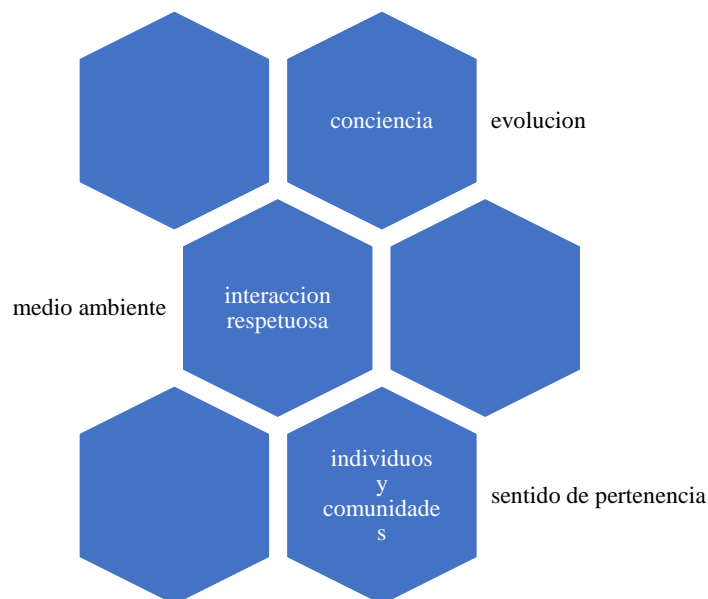 conciencia
evolucion
medio ambiente
interaccion
respetuosa
individuos
y
comunidade
s
sentido de pertenencia